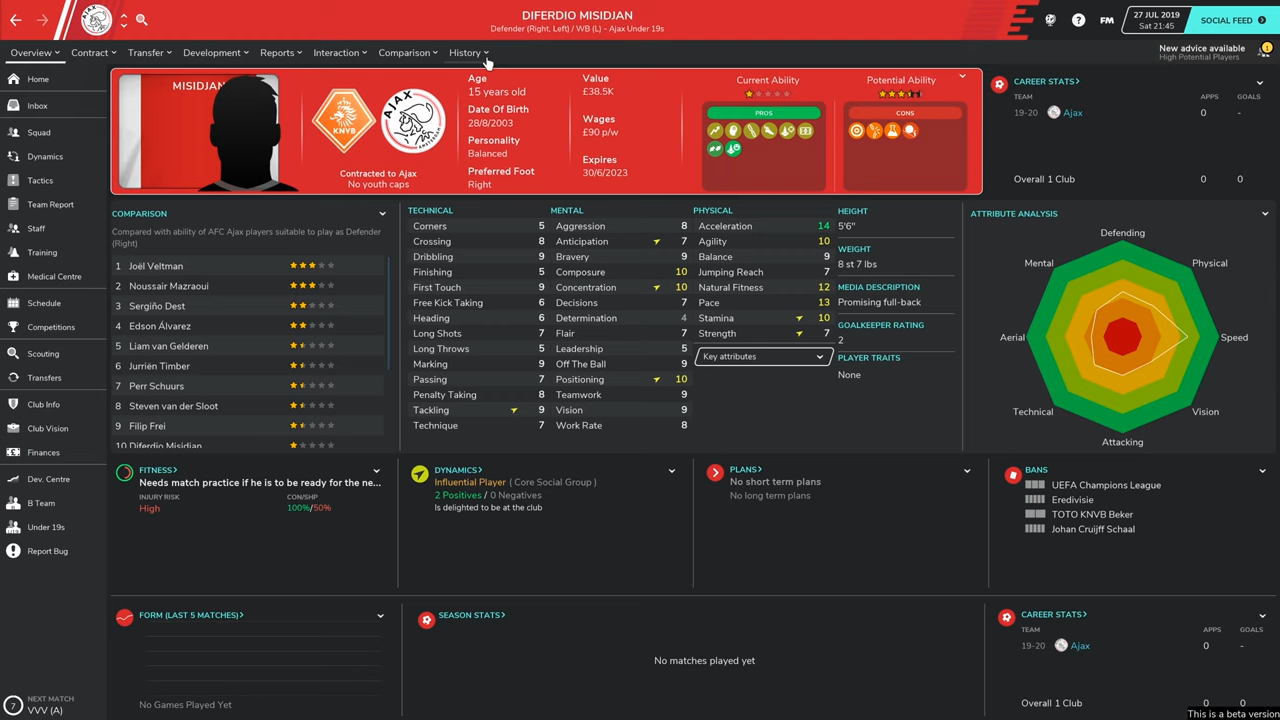 DIFERDIO MISIDJAN
Defender (Right, Left) / WB (L) - Ajax Under 19s
27 JUL 2019
Sat 21:45
SOCIAL FEED
FM
Overview
Contract
Transfer
Development
Reports
Interaction
Comparison
History
New advice available
High Potential Players
1
Home
Inbox
Squad
Dynamics
Tactics
Team Report
Staff
Training
Medical Centre
Schedule
Competitions
Scouting
Transfers
Club Info
Club Vision
Finances
Dev. Centre
B Team
Under 19s
Report Bug
7
NEXT MATCH
VVV (A)
MISIDJAN
KNVB
AJAX
Contracted to Ajax
No youth caps
Age
15 years old
Date Of Birth
28/8/2003
Personality
Balanced
Preferred Foot
Right
Value
£38.5K
Wages
£90 p/w
Expires
30/6/2023
Current Ability
PROS
Potential Ability
CONS
CAREER STATS
TEAM APPS GOALS
19-20 Ajax 0 -
Overall 1 Club 0 0
COMPARISON
Compared with ability of AFC Ajax players suitable to play as Defender
(Right)
1 Joël Veltman
2 Noussair Mazraoui
3 Sergiño Dest
4 Edson Álvarez
5 Liam van Gelderen
6 Jurriën Timber
7 Perr Schuurs
8 Steven van der Sloot
9 Filip Frei
10 Diferdio Misidjan
TECHNICAL
Corners 5
Crossing 8
Dribbling 9
Finishing 5
First Touch 9
Free Kick Taking 6
Heading 6
Long Shots 7
Long Throws 5
Marking 9
Passing 7
Penalty Taking 8
Tackling 9
Technique 7
MENTAL
Aggression 8
Anticipation 7
Bravery 9
Composure 10
Concentration 10
Decisions 7
Determination 4
Flair 7
Leadership 5
Off The Ball 9
Positioning 10
Teamwork 9
Vision 9
Work Rate 8
PHYSICAL
Acceleration 14
Agility 10
Balance 9
Jumping Reach 7
Natural Fitness 12
Pace 13
Stamina 10
Strength 7
Key attributes
HEIGHT
5'6"
WEIGHT
8 st 7 lbs
MEDIA DESCRIPTION
Promising full-back
GOALKEEPER RATING
2
PLAYER TRAITS
None
ATTRIBUTE ANALYSIS
Defending
Physical
Speed
Vision
Attacking
Technical
Aerial
Mental
FITNESS
Needs match practice if he is to be ready for the ne...
INJURY RISK
High
CON/SHP
100%/50%
DYNAMICS
Influential Player ( Core Social Group )
2 Positives / 0 Negatives
Is delighted to be at the club
PLANS
No short term plans
No long term plans
BANS
UEFA Champions League
Eredivisie
TOTO KNVB Beker
Johan Cruijff Schaal
FORM (LAST 5 MATCHES)
No Games Played Yet
SEASON STATS
No matches played yet
CAREER STATS
TEAM APPS GOALS
19-20 Ajax 0 -
Overall 1 Club 0 0
This is a beta version